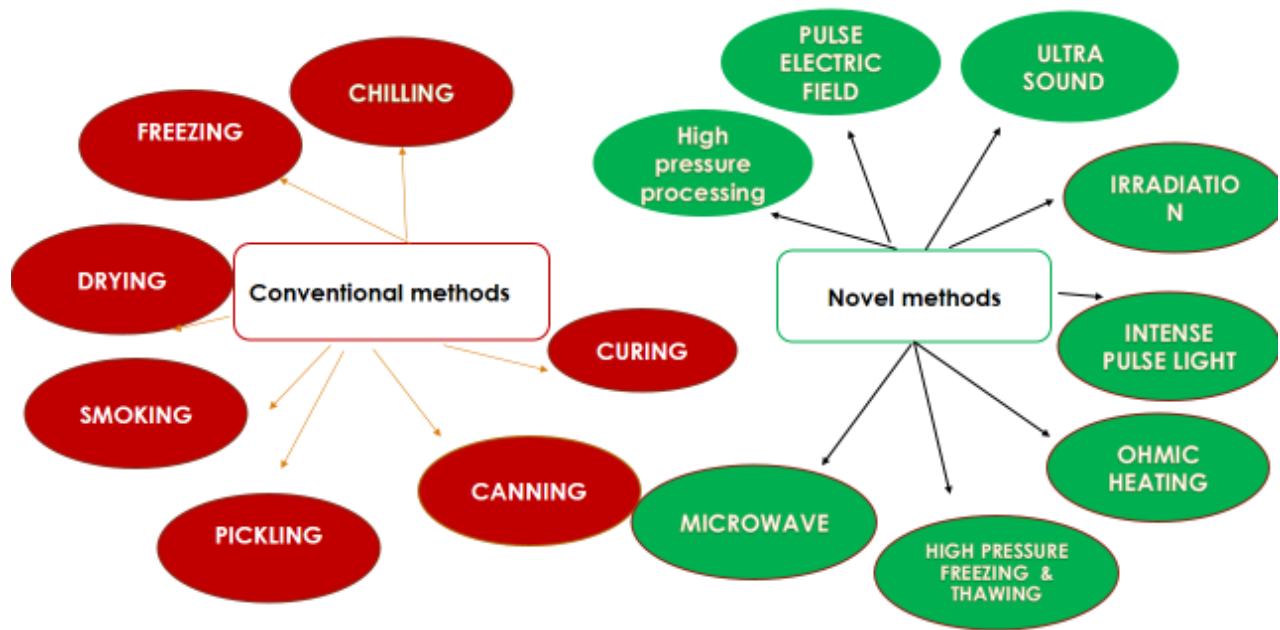 CHILLING
FREEZING
DRYING
Conventional methods
SMOKING
CURING
PICKLING
CANNING
PULSE
ELECTRIC
FIELD
ULTRA
SOUND
High
pressure
processing
IRRADIATIO
N
Novel methods
INTENSE
PULSE LIGHT
OHMIC
HEATING
MICROWAVE
HIGH PRESSURE
FREEZING &
THAWING